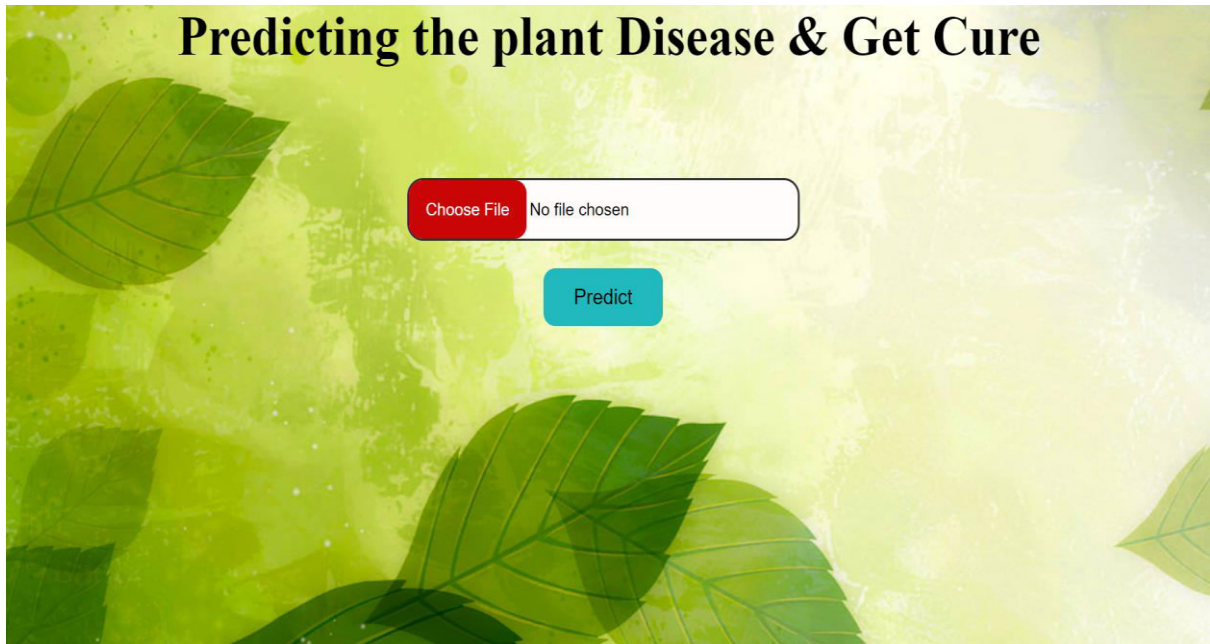 Predicting the plant Disease & Get Cure
Choose File No file chosen
Predict